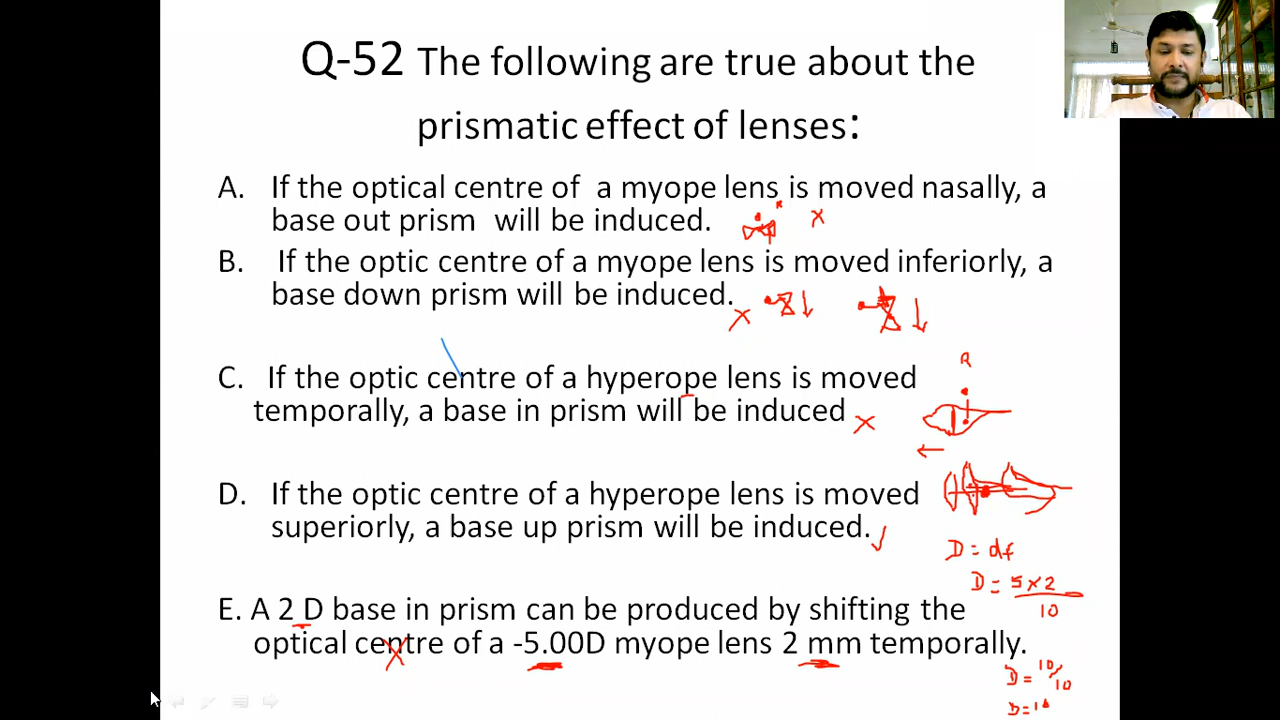 Q-52 The following are true about the
prismatic effect of lenses:
A. If the optical centre of a myope lens is moved nasally, a
base out prism will be induced.
B. If the optic centre of a myope lens is moved inferiorly, a
base down prism will be induced.
C. If the optic centre of a hyperope lens is moved
temporally, a base in prism will be induced
D. If the optic centre of a hyperope lens is moved
superiorly, a base up prism will be induced.
E. A 2 D base in prism can be produced by shifting the
optical centre of a -5.00D myope lens 2 mm temporally.
R
D = df
D = 5 x 2
10
D = 10/10